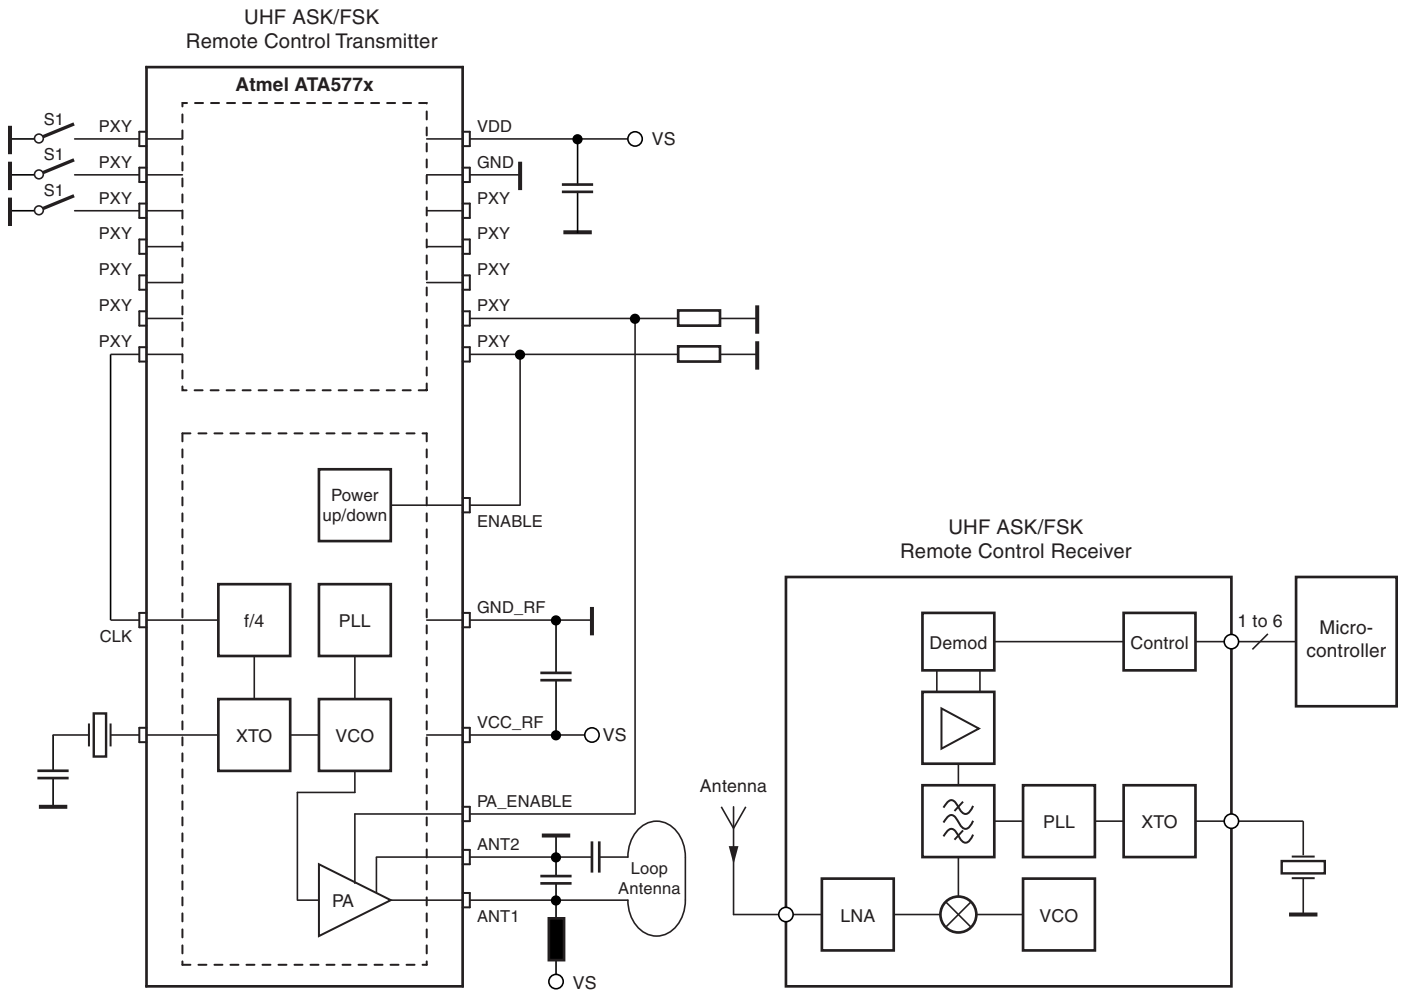 UHF ASK/FSK
Remote Control Transmitter
Atmel ATA577x
S1
PXY
S1
PXY
S1
PXY
PXY
PXY
PXY
PXY
VDD
VS
GND
PXY
PXY
PXY
PXY
PXY
Power
up/down
ENABLE
f/4
PLL
GND_RF
CLK
XTO
VCO
VCC_RF
VS
PA_ENABLE
ANT2
Loop
Antenna
PA
ANT1
VS
UHF ASK/FSK
Remote Control Receiver
Demod
Control
1 to 6
Micro-
controller
Antenna
PLL
XTO
LNA
VCO